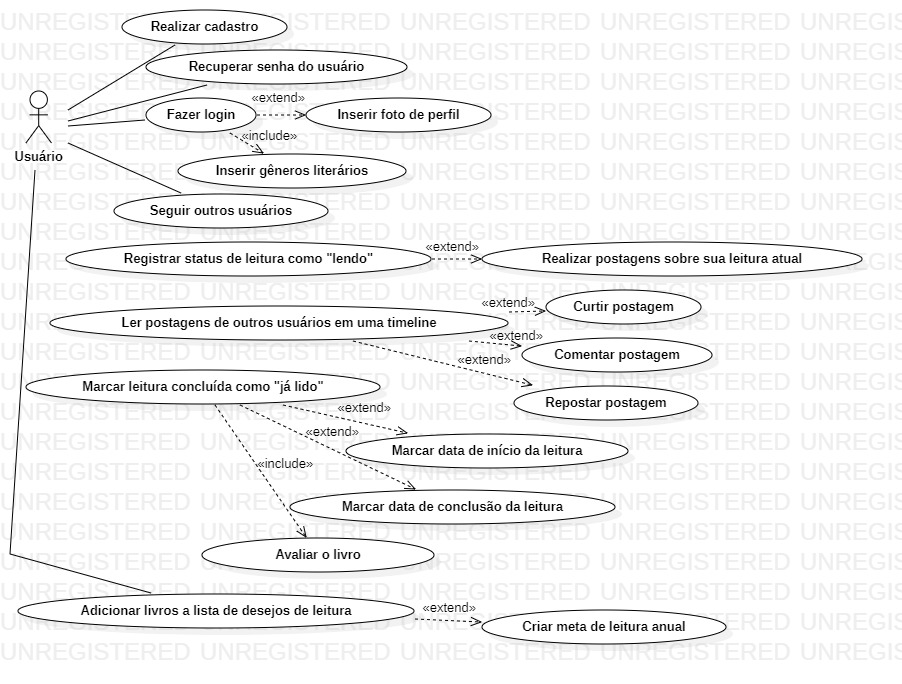 Realizar cadastro
Recuperar senha do usuário
«extend»
Fazer login
Inserir foto de perfil
«include»
Usuário
Inserir gêneros literários
Seguir outros usuários
«extend»
Registrar status de leitura como "lendo"
Realizar postagens sobre sua leitura atual
«extend»
Curtir postagem
Ler postagens de outros usuários em uma timeline
«extend»
Comentar postagem
«extend»
Marcar leitura concluída como "já lido"
Repostar postagem
«extend»
«extend»
Marcar data de início da leitura
«include»
Marcar data de conclusão da leitura
Avaliar o livro
«extend»
Adicionar livros a lista de desejos de leitura
Criar meta de leitura anual
UNREGISTERED